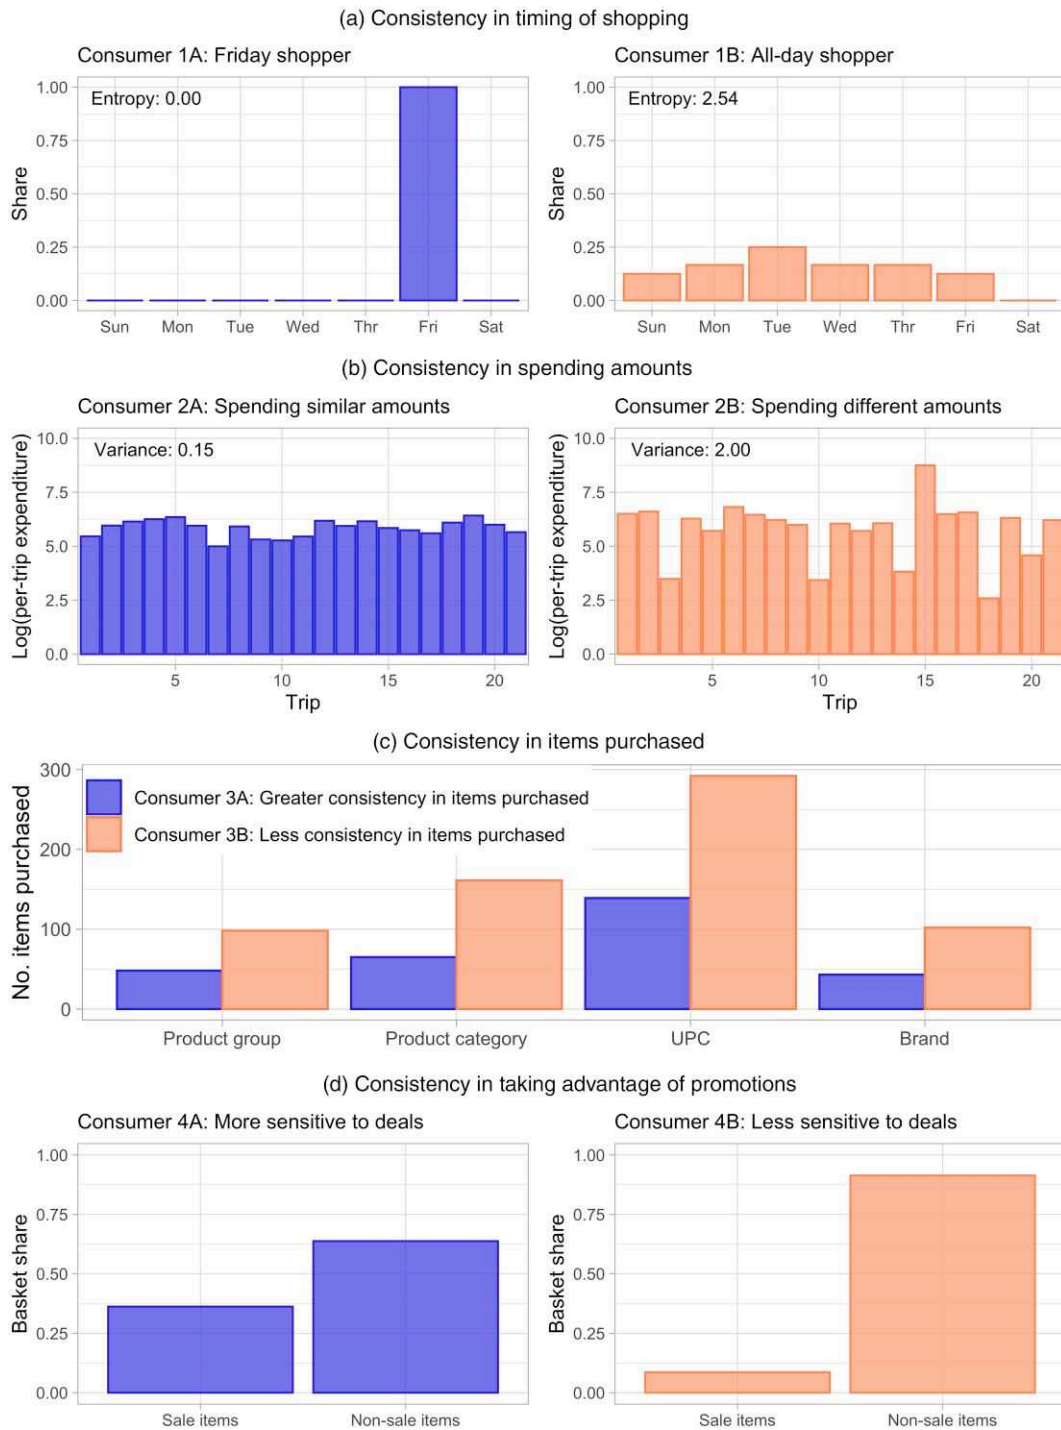 (a) Consistency in timing of shopping
Consumer 1A: Friday shopper
Entropy: 0.00
Share
1.00
0.75
0.50
0.25
0.00
Sun Mon Tue Wed Thr Fri Sat
Consumer 1B: All-day shopper
Entropy: 2.54
Share
1.00
0.75
0.50
0.25
0.00
Sun Mon Tue Wed Thr Fri Sat
(b) Consistency in spending amounts
Consumer 2A: Spending similar amounts
Variance: 0.15
Log(per-trip expenditure)
10.0
7.5
5.0
2.5
0.0
5 10 15 20
Trip
Consumer 2B: Spending different amounts
Variance: 2.00
Log(per-trip expenditure)
10.0
7.5
5.0
2.5
0.0
5 10 15 20
Trip
(c) Consistency in items purchased
Consumer 3A: Greater consistency in items purchased
Consumer 3B: Less consistency in items purchased
No. items purchased
300
200
100
0
Product group Product category UPC Brand
(d) Consistency in taking advantage of promotions
Consumer 4A: More sensitive to deals
Basket share
1.00
0.75
0.50
0.25
0.00
Sale items Non-sale items
Consumer 4B: Less sensitive to deals
Basket share
1.00
0.75
0.50
0.25
0.00
Sale items Non-sale items